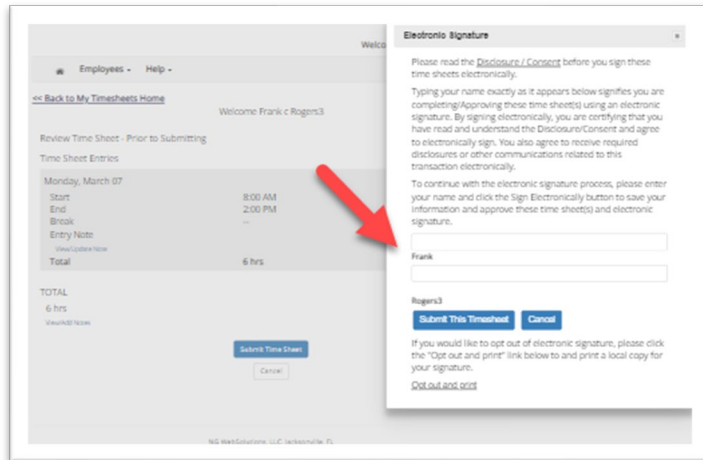 Welco
Employees Help
<< Back to My Timesheets Home
Welcome Frank c Rogers3
Review Time Sheet - Prior to Submitting
Time Sheet Entries
Monday, March 07
Start 8:00 AM
End 2:00 PM
Break --
Entry Note
View/Update Note
Total 6 hrs
TOTAL
6 hrs
View/Add Notes
Submit Time Sheet
Cancel
NG WebSolutions, LLC, Jacksonville, FL
Electronic Signature
Please read the Disclosure / Consent before you sign these
time sheets electronically.
Typing your name exactly as it appears below signifies you are
completing/Approving these time sheet(s) using an electronic
signature. By signing electronically, you are certifying that you
have read and understand the Disclosure/Consent and agree
to electronically sign. You also agree to receive required
disclosures or other communications related to this
transaction electronically.
To continue with the electronic signature process, please enter
your name and click the Sign Electronically button to save your
information and approve these time sheet(s) and electronic
signature.
Frank
Rogers3
Submit This Timesheet Cancel
If you would like to opt out of electronic signature, please click
the "Opt out and print" link below to and print a local copy for
your signature.
Opt out and print